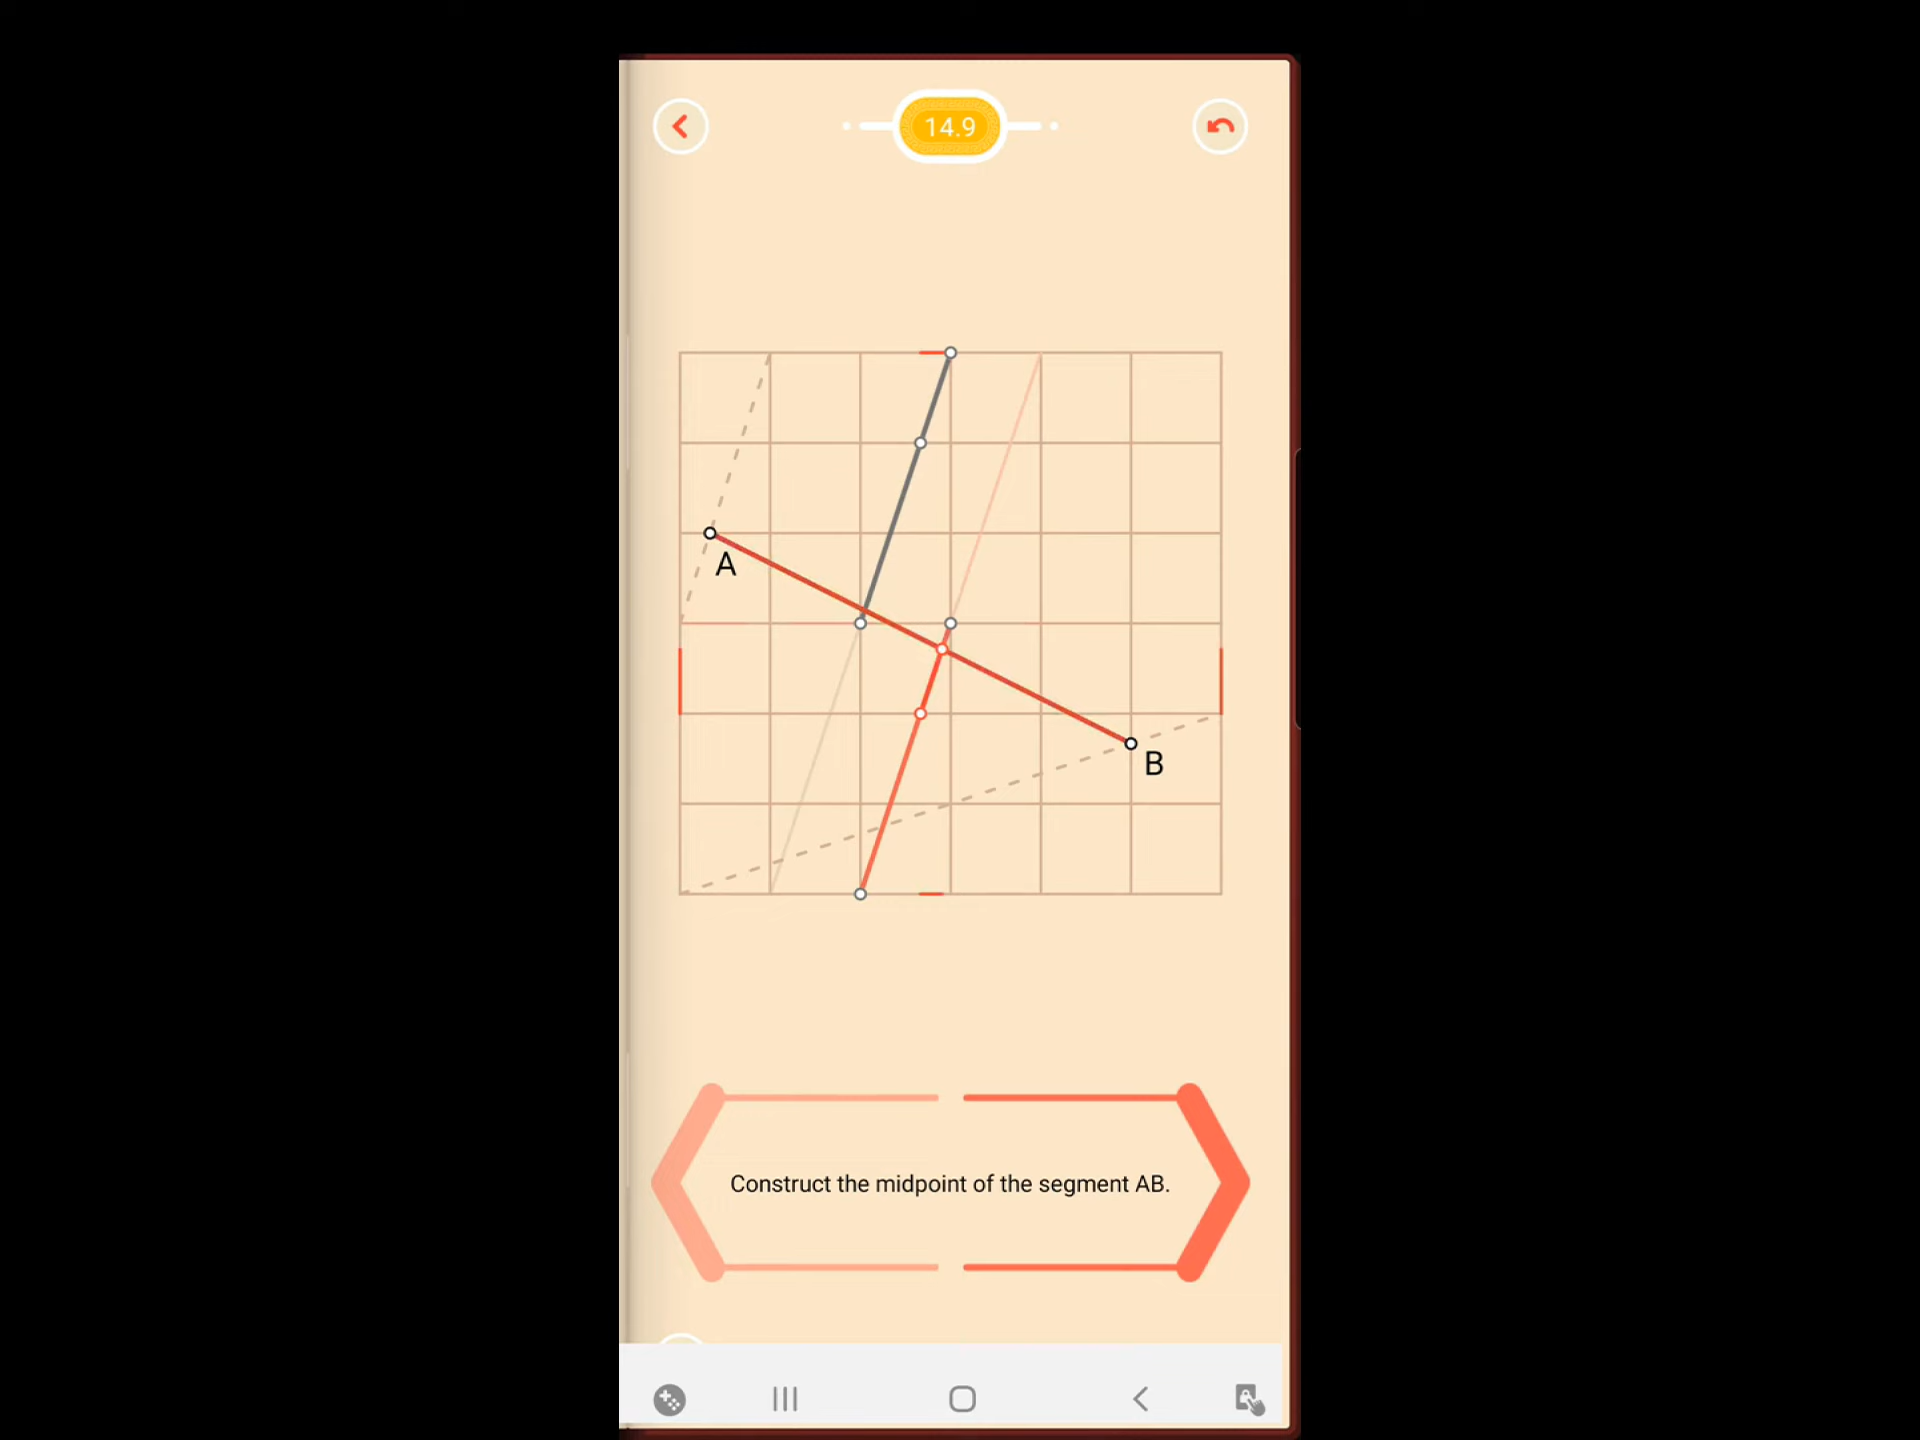 14.9
A
B
Construct the midpoint of the segment AB.